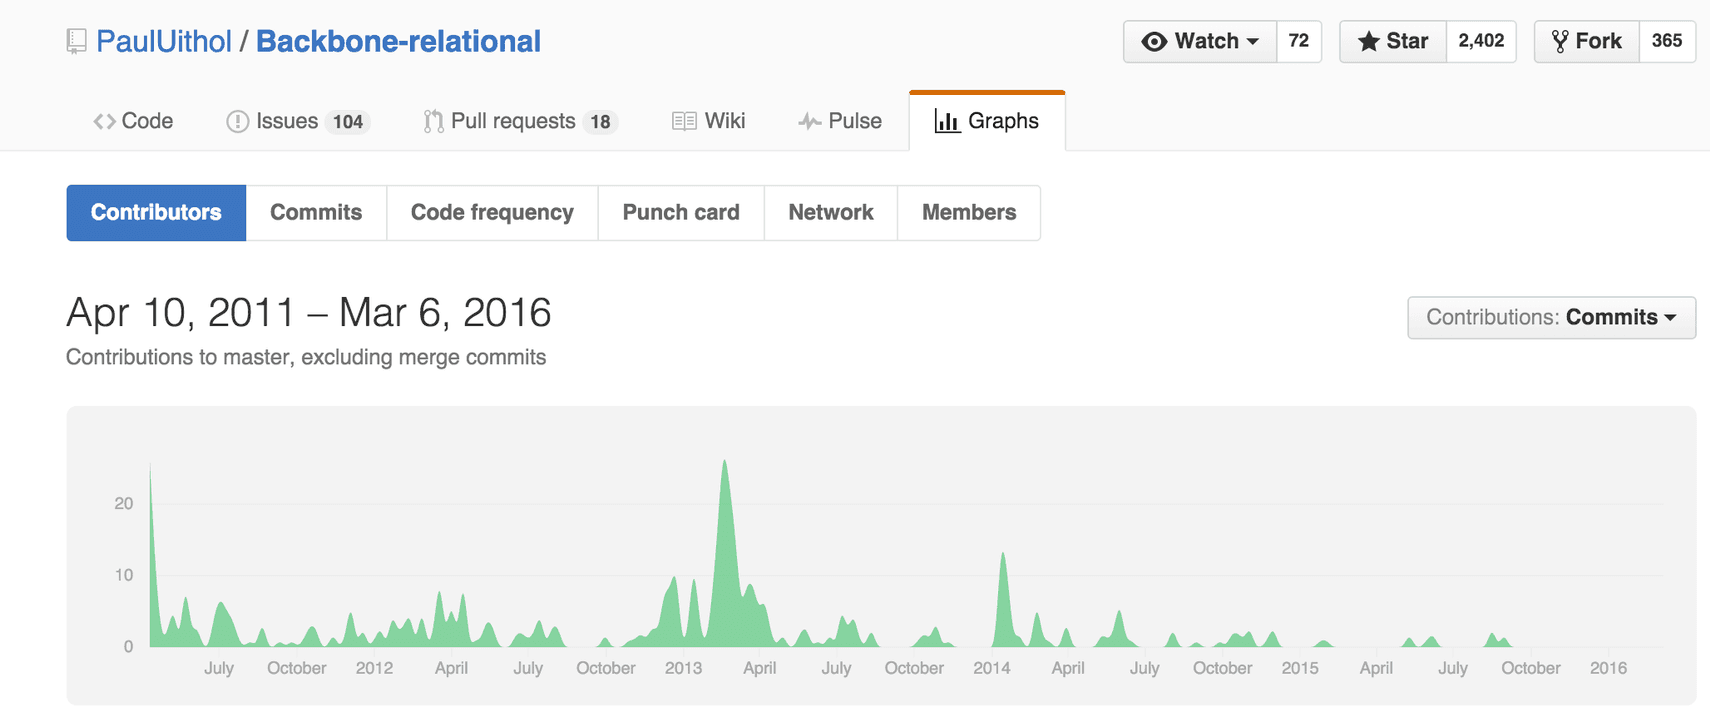 PaulUithol / Backbone-relational
Watch 72 Star 2,402 Fork 365
Code Issues 104 Pull requests 18 Wiki Pulse Graphs
Contributors Commits Code frequency Punch card Network Members
Apr 10, 2011 – Mar 6, 2016
Contributions: Commits
Contributions to master, excluding merge commits
20
10
0
July October 2012 April July October 2013 April July October 2014 April July October 2015 April July October 2016